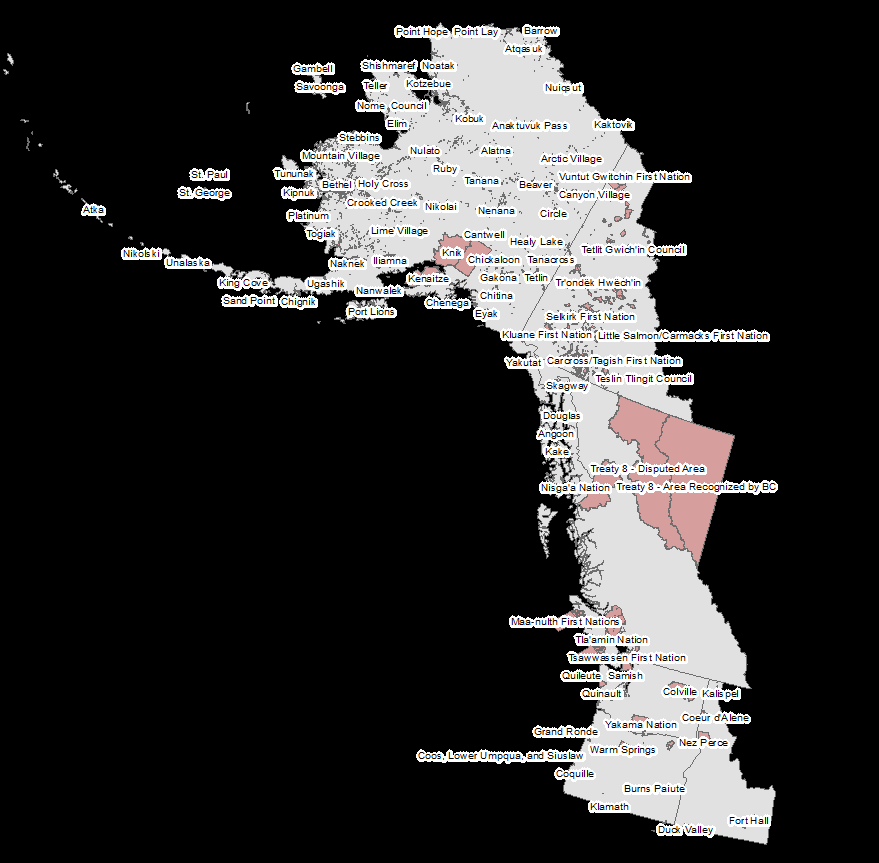 Point Hope
Point Lay
Barrow
Atqasuk
Gambell
Shishmaref
Noatak
Savoonga
Teller
Kotzebue
Nuiqsut
Nome
Council
Kobuk
Elim
Anaktuvuk Pass
Kaktovik
Stebbins
Mountain Village
Nulato
Alatna
Arctic Village
St. Paul
Tununak
Ruby
Vuntut Gwitchin First Nation
St. George
Kipnuk
Bethel
Holy Cross
Tanana
Beaver
Canyon Village
Crooked Creek
Nikolai
Nenana
Circle
Atka
Platinum
Togiak
Lime Village
Cantwell
Healy Lake
Tetlit Gwich'in Council
Nikolski
Unalaska
Naknek
Iliamna
Knik
Chickaloon
Tanacross
King Cove
Ugashik
Kenaitze
Gakona
Tetlin
Tr'ondëk Hwëch'in
Sand Point
Chignik
Nanwalek
Chenega
Chitina
Port Lions
Eyak
Selkirk First Nation
Kluane First Nation
Little Salmon/Carmacks First Nation
Yakutat
Carcross/Tagish First Nation
Skagway
Teslin Tlingit Council
Douglas
Angoon
Kake
Treaty 8 - Disputed Area
Nisga'a Nation
Treaty 8 - Area Recognized by BC
Maa-nulth First Nations
Tla'amin Nation
Tsawwassen First Nation
Quileute
Samish
Quinault
Colville
Kalispel
Yakama Nation
Coeur d'Alene
Grand Ronde
Nez Perce
Coos, Lower Umpqua, and Siuslaw
Warm Springs
Coquille
Burns Paiute
Klamath
Fort Hall
Duck Valley